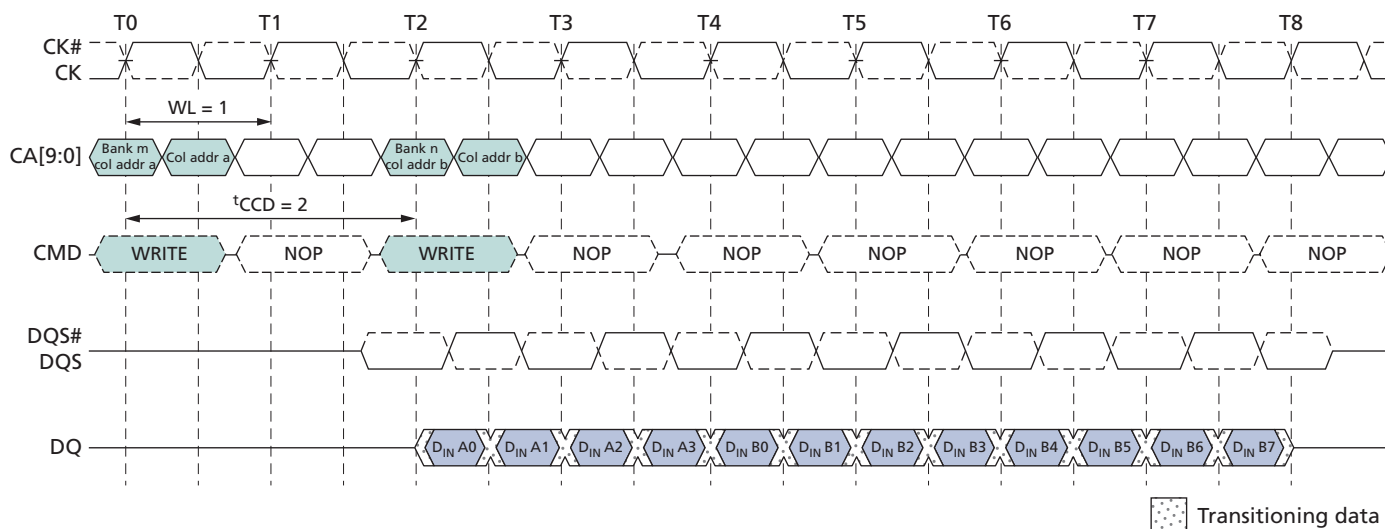 T0 T1 T2 T3 T4 T5 T6 T7 T8
CK#
CK
WL = 1
CA[9:0] Bank m col addr a Col addr a Bank n col addr b Col addr b
tCCD = 2
CMD WRITE NOP WRITE NOP NOP NOP NOP NOP NOP
DQS#
DQS
DQ DIN A0 DIN A1 DIN A2 DIN A3 DIN B0 DIN B1 DIN B2 DIN B3 DIN B4 DIN B5 DIN B6 DIN B7
Transitioning data